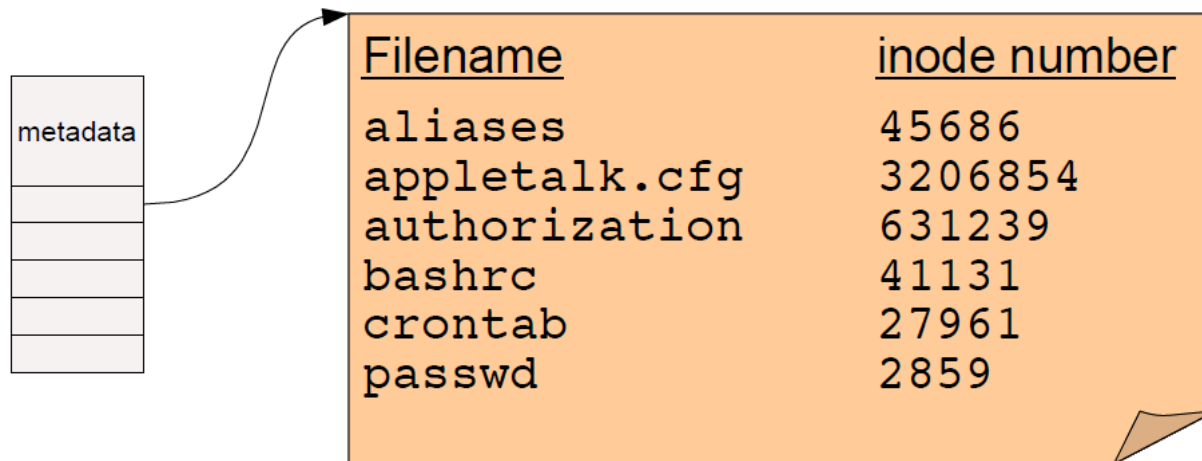 metadata
Filename inode number
aliases 45686
appletalk.cfg 3206854
authorization 631239
bashrc 41131
crontab 27961
passwd 2859